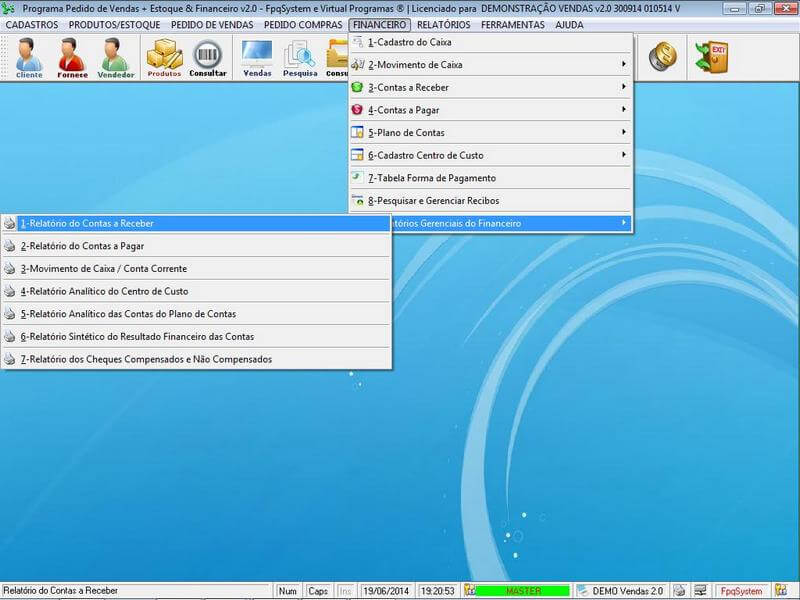 Programa Pedido de Vendas + Estoque & Financeiro v2.0 - FpqSystem e Virtual Programas ® | Licenciado para DEMONSTRAÇÃO VENDAS v2.0 300914 010514 V
CADASTROS PRODUTOS/ESTOQUE PEDIDO DE VENDAS PEDIDO COMPRAS FINANCEIRO RELATÓRIOS FERRAMENTAS AJUDA
Cliente Fornece Vendedor Produtos Consultar Vendas Pesquisa Consu
EXIT
1-Cadastro do Caixa
2-Movimento de Caixa
3-Contas a Receber
4-Contas a Pagar
5-Plano de Contas
6-Cadastro Centro de Custo
7-Tabela Forma de Pagamento
8-Pesquisar e Gerenciar Recibos
atórios Gerenciais do Financeiro
1-Relatório do Contas a Receber
2-Relatório do Contas a Pagar
3-Movimento de Caixa / Conta Corrente
4-Relatório Analítico do Centro de Custo
5-Relatório Analítico das Contas do Plano de Contas
6-Relatório Sintético do Resultado Financeiro das Contas
7-Relatório dos Cheques Compensados e Não Compensados
Relatório do Contas a Receber Num Caps Ins 19/06/2014 19:20:53 MASTER DEMO Vendas 2.0 FpqSystem